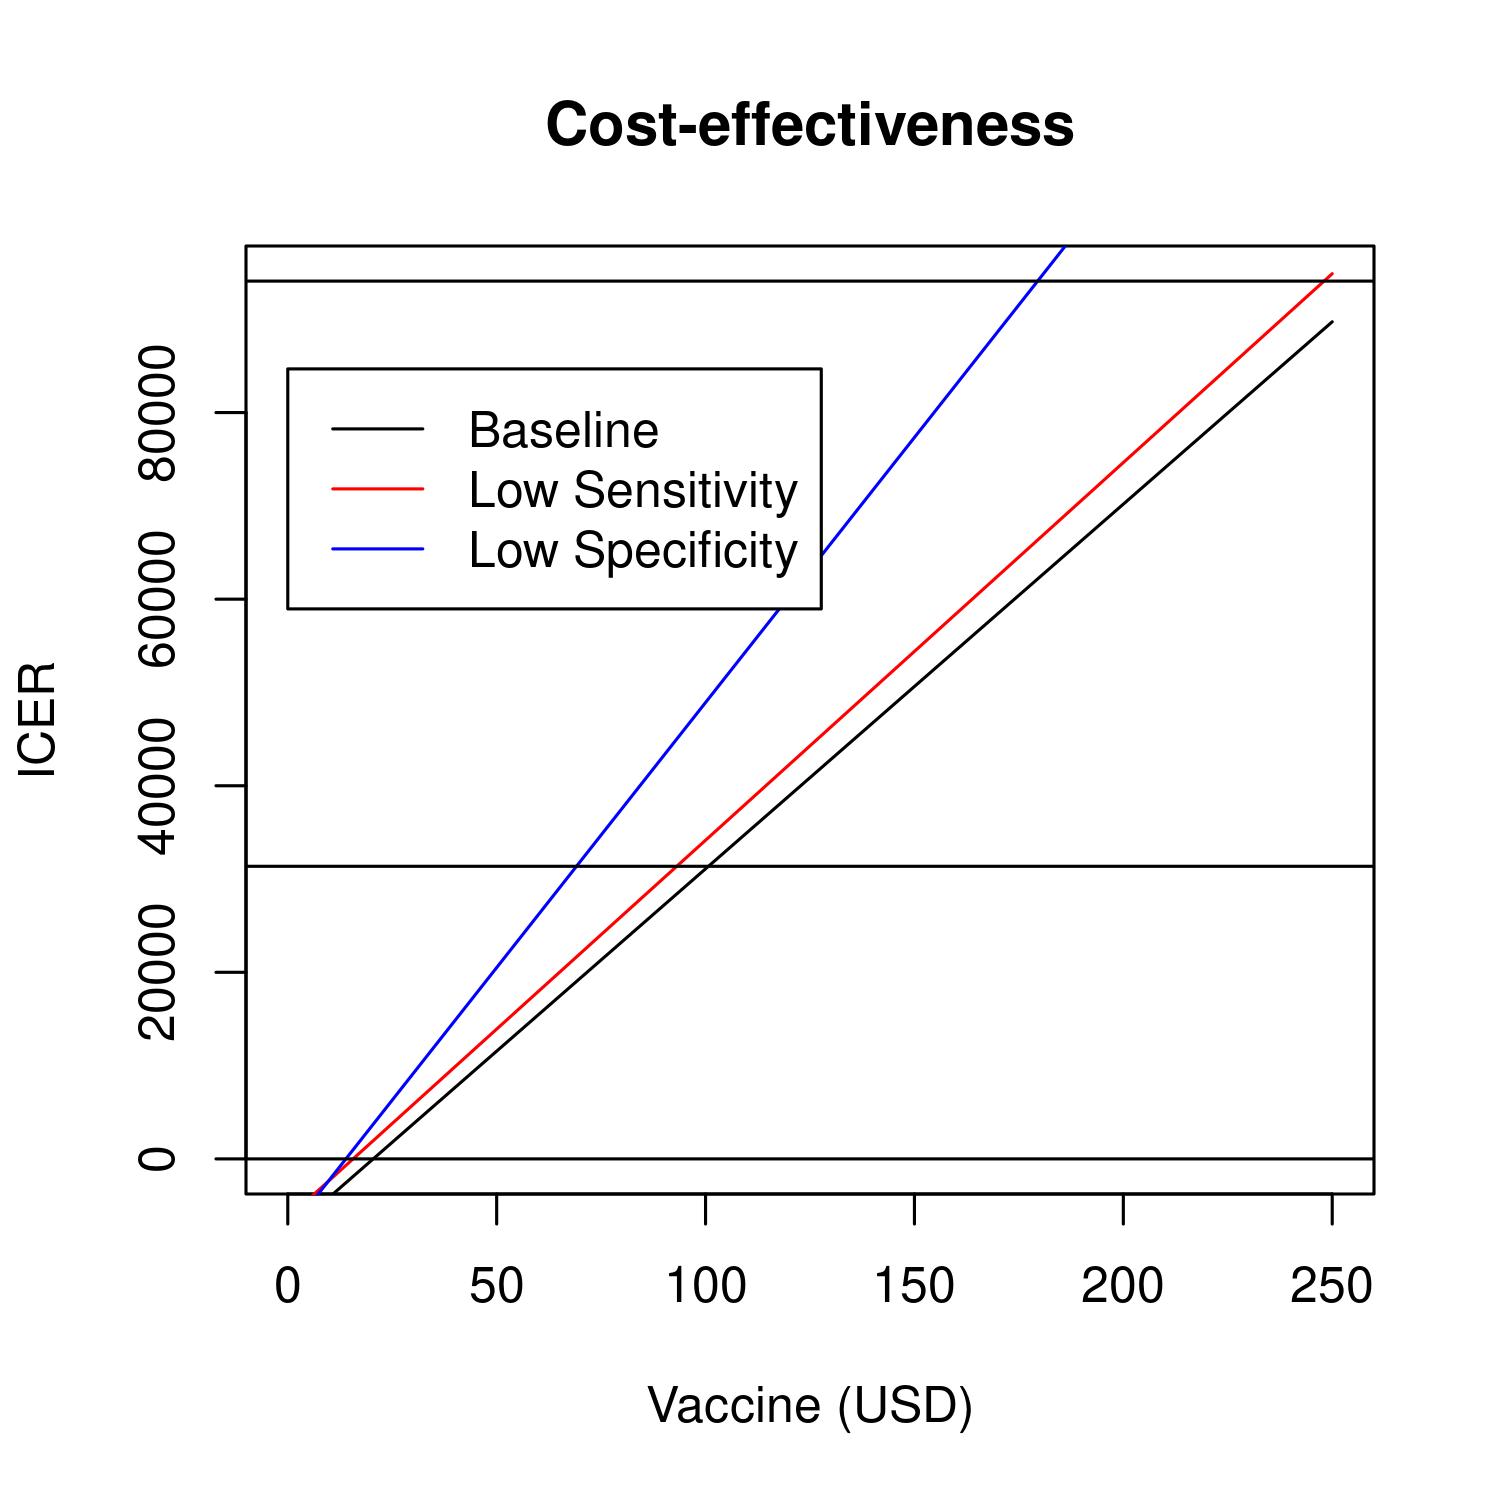 Cost-effectiveness
ICER
80000
60000
40000
20000
0
Baseline
Low Sensitivity
Low Specificity
0 50 100 150 200 250
Vaccine (USD)